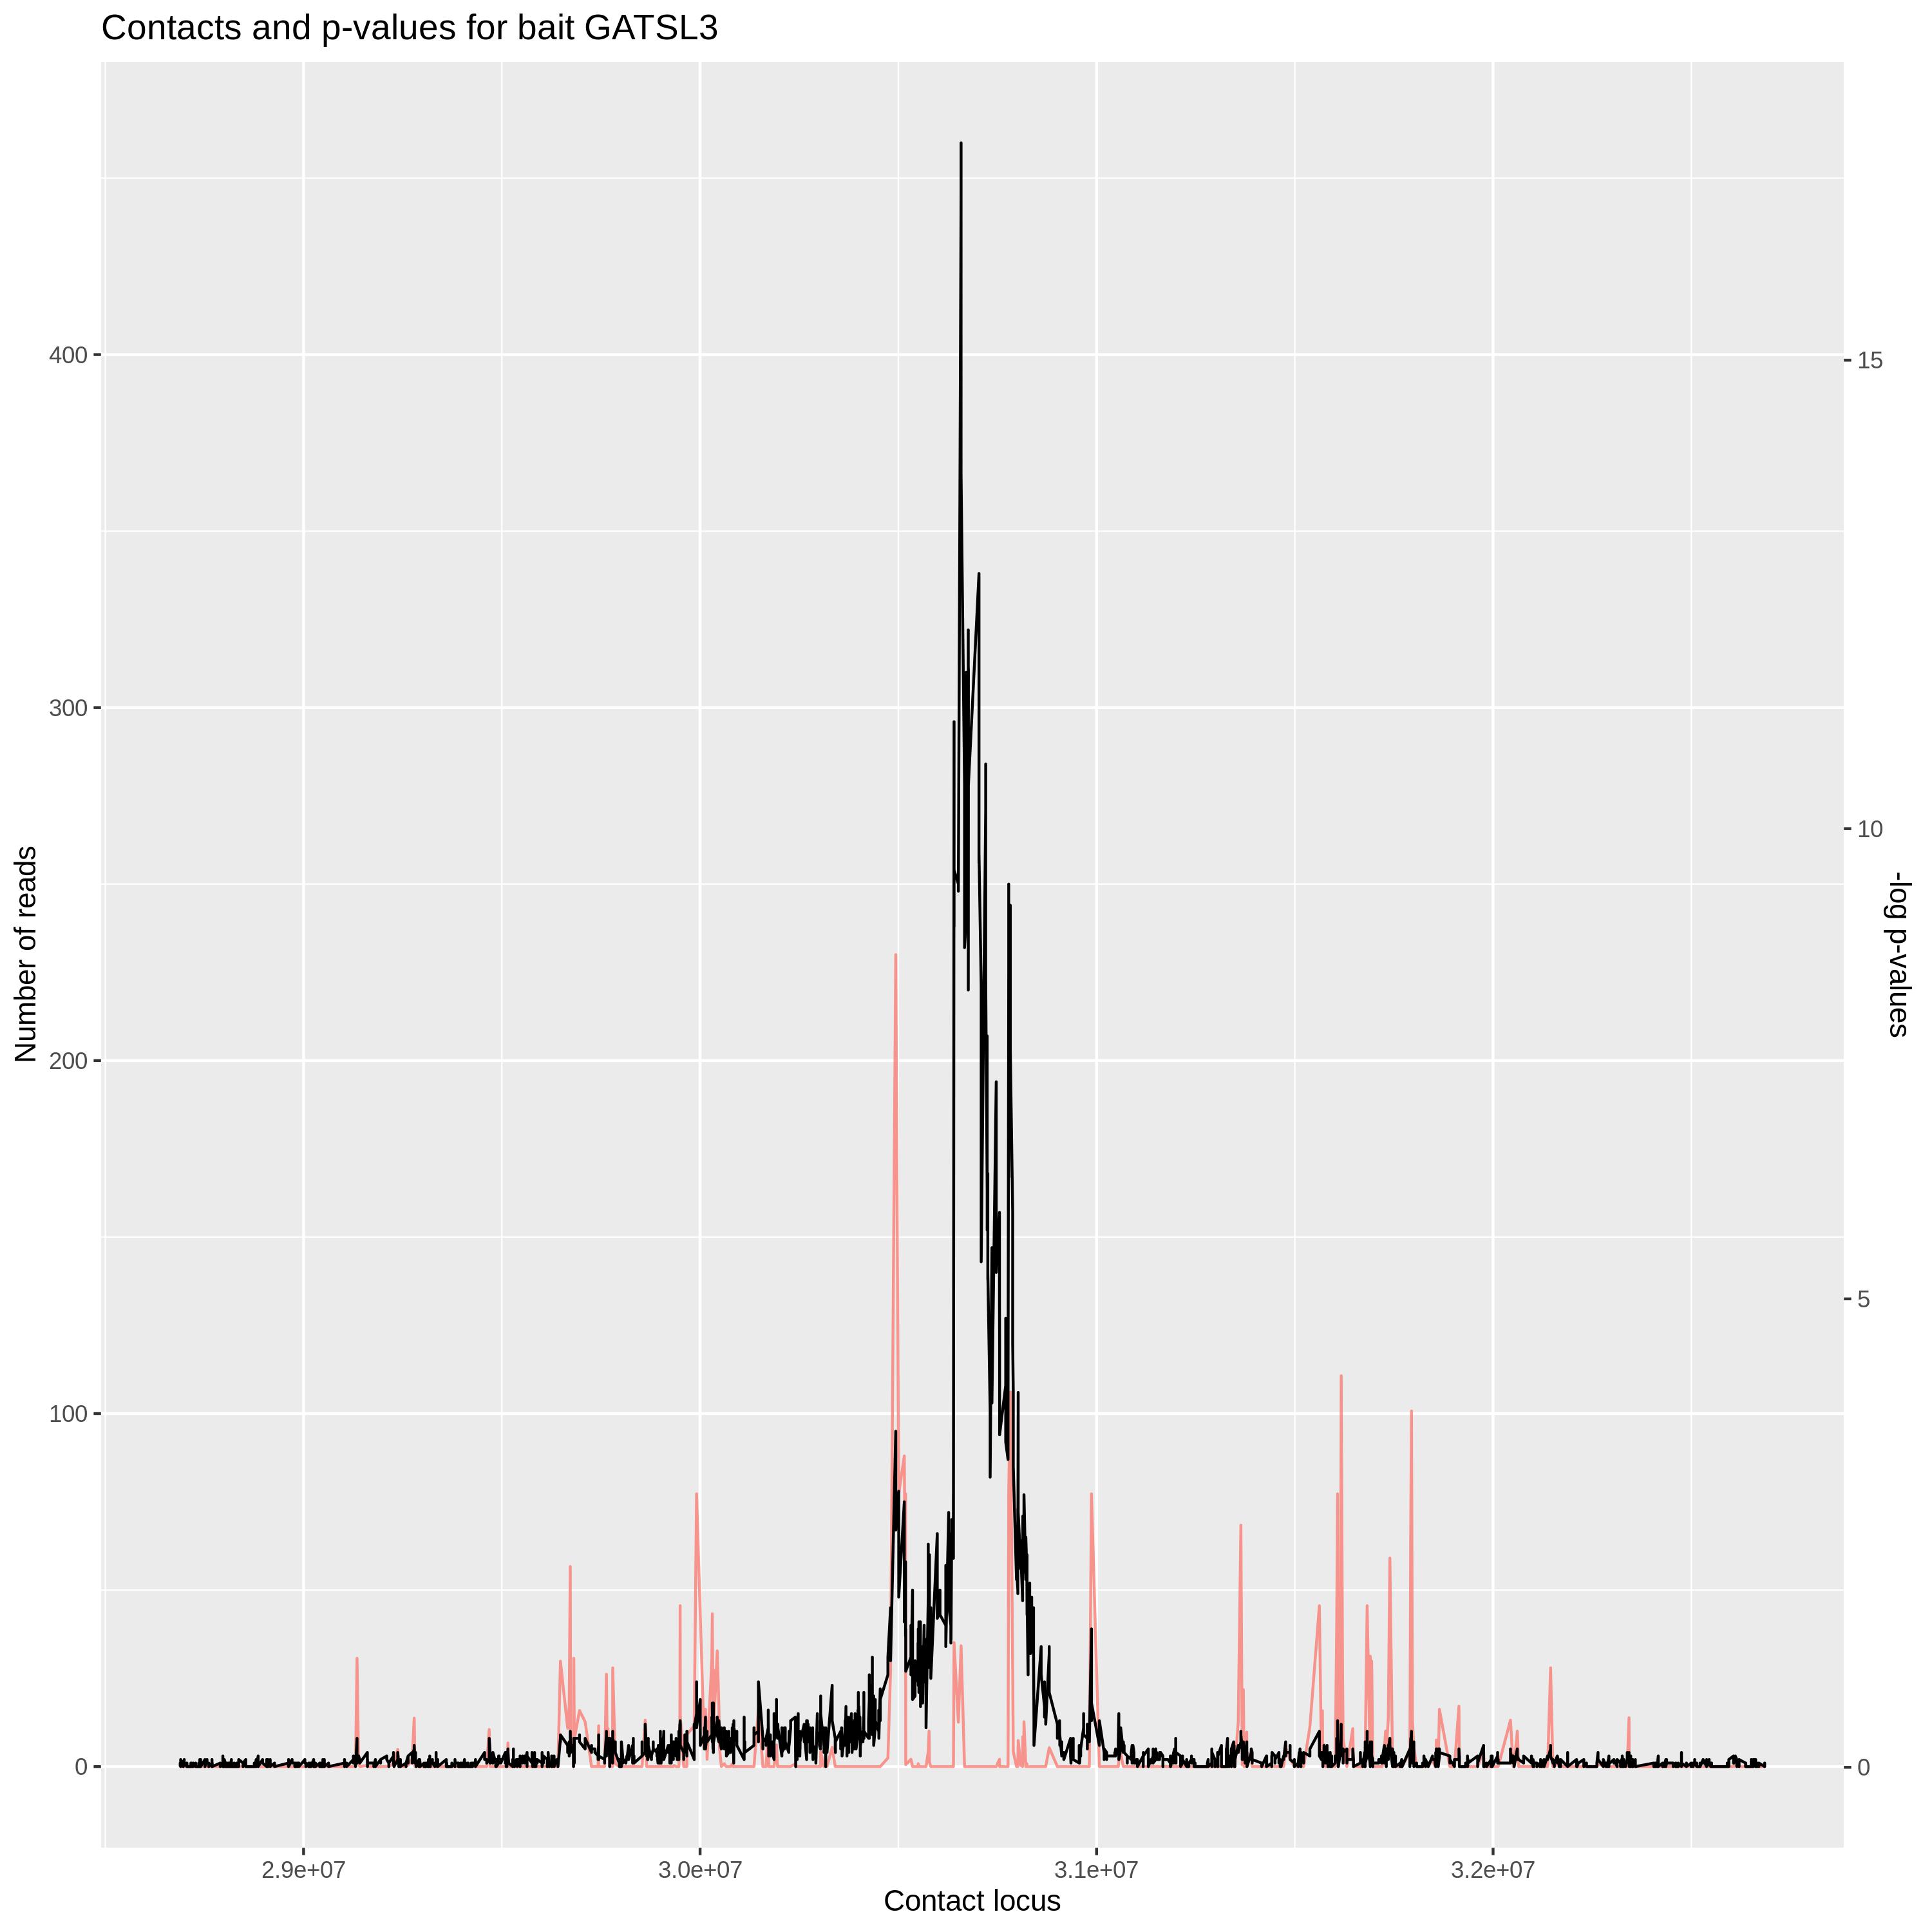 Contacts and p-values for bait GATSL3
400
300
200
100
0
Number of reads
15
10
5
0
-log p-values
2.9e+07
3.0e+07
3.1e+07
3.2e+07
Contact locus